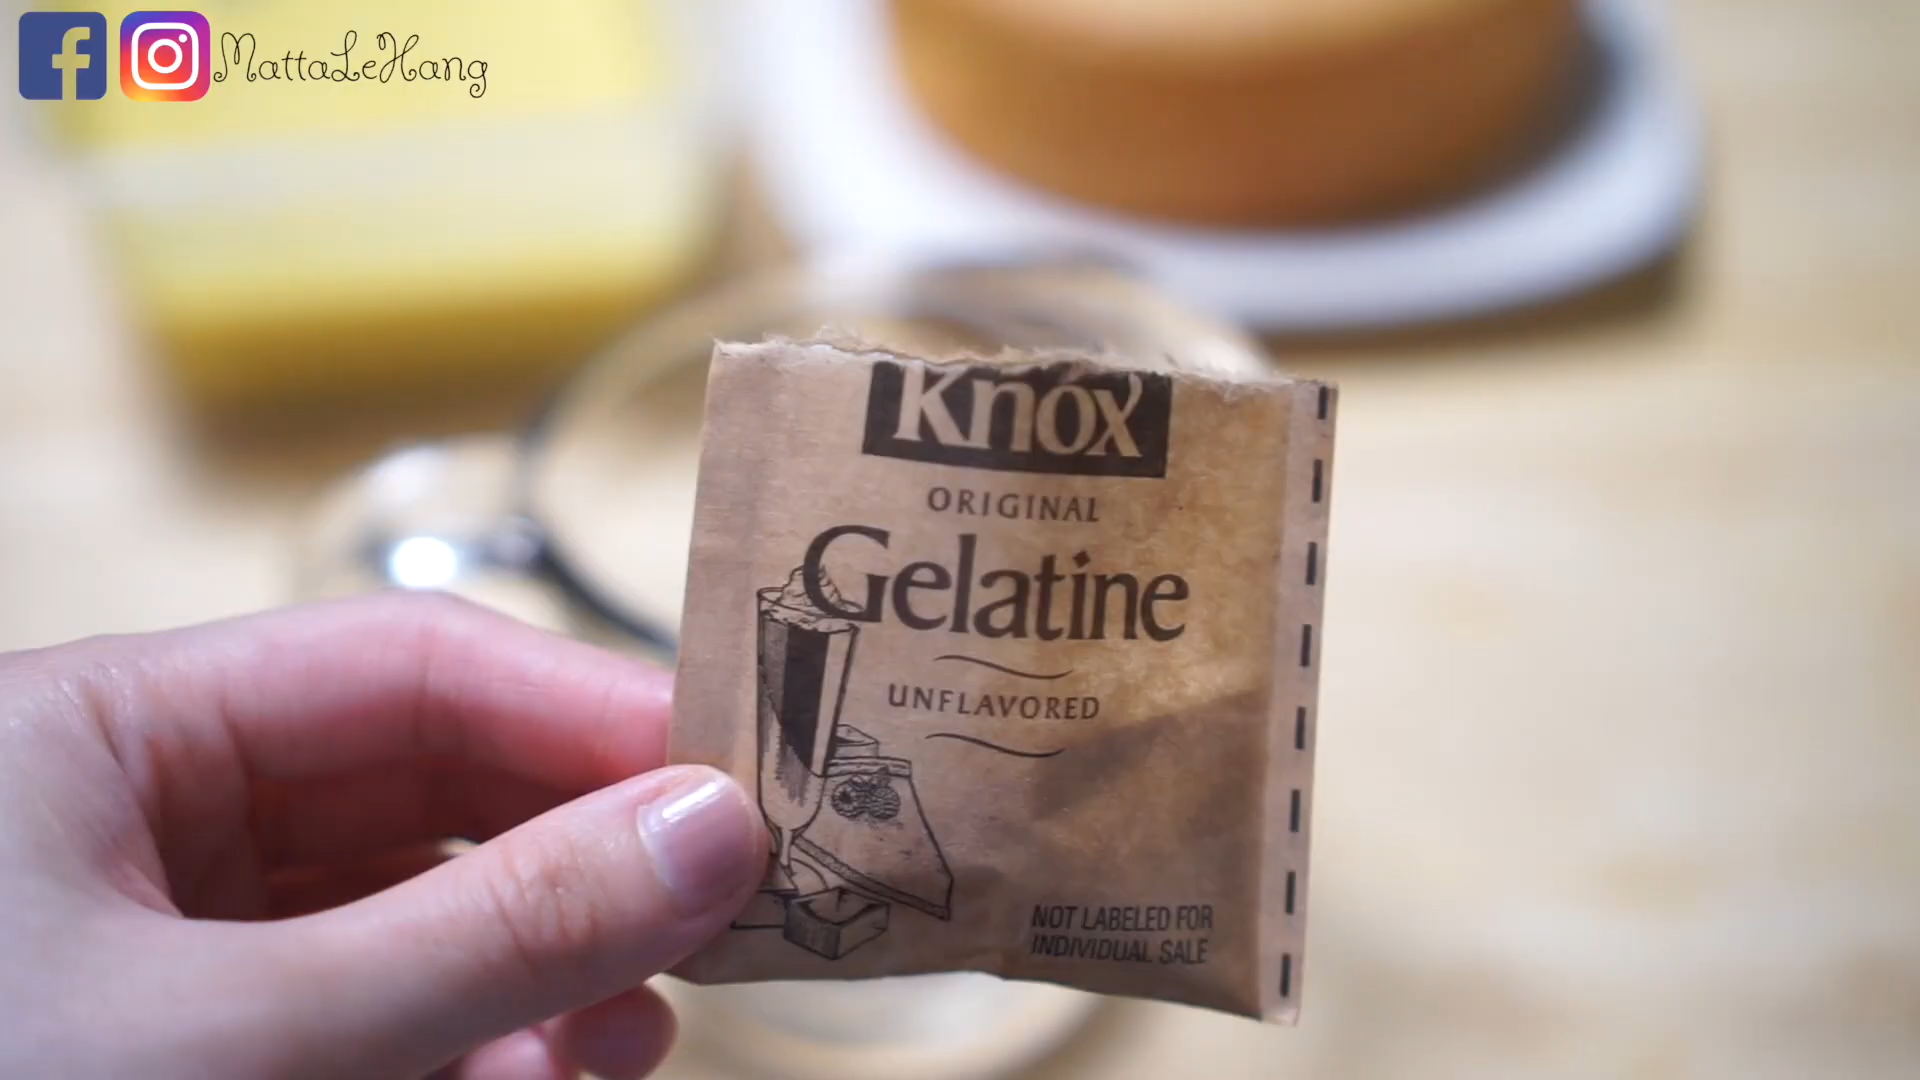 MattaLeHang
Knox
ORIGINAL
Gelatine
UNFLAVORED
NOT LABELED FOR
INDIVIDUAL SALE